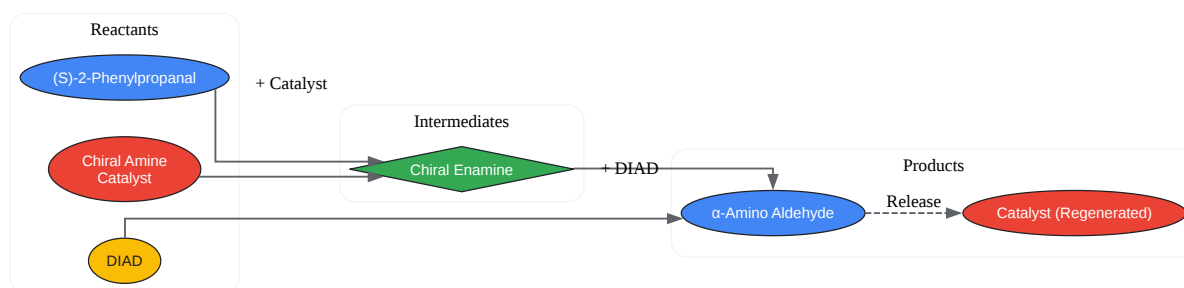 Reactants
(S)-2-Phenylpropanal
+ Catalyst
Chiral Amine
Catalyst
DIAD
Intermediates
Chiral Enamine
+ DIAD
Products
α-Amino Aldehyde
Release
Catalyst (Regenerated)